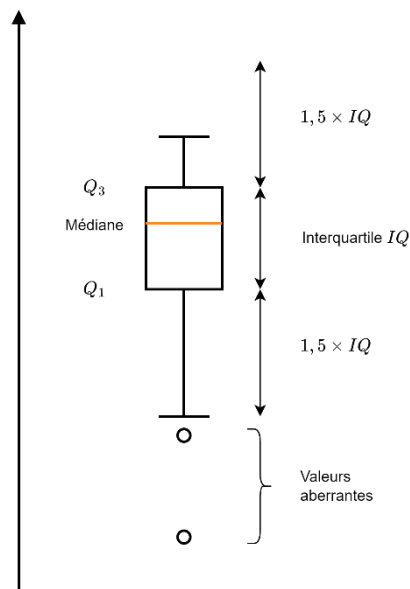 1,5 × IQ
Q₃
Médiane
Interquartile IQ
Q₁
1,5 × IQ
Valeurs
aberrantes